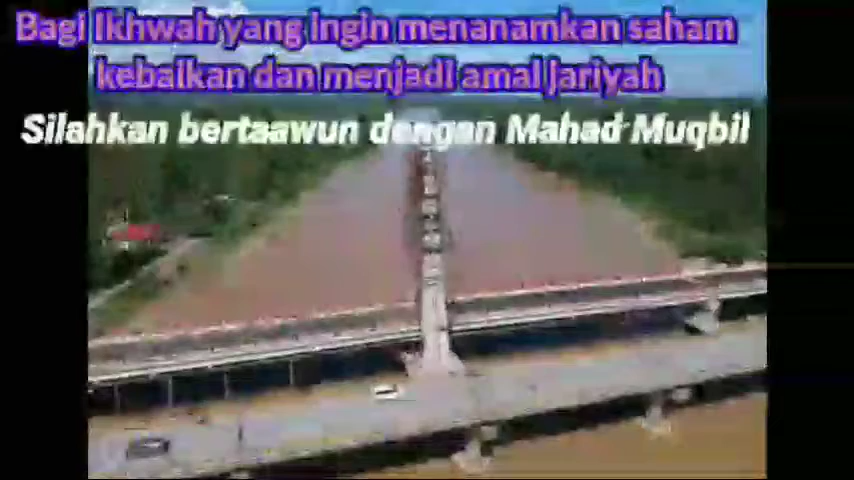 Bagi Ikhwah yang ingin menanamkan saham
kebaikan dan menjadi amal jariyah
Silahkan bertaawun dengan Mahad Muqbil